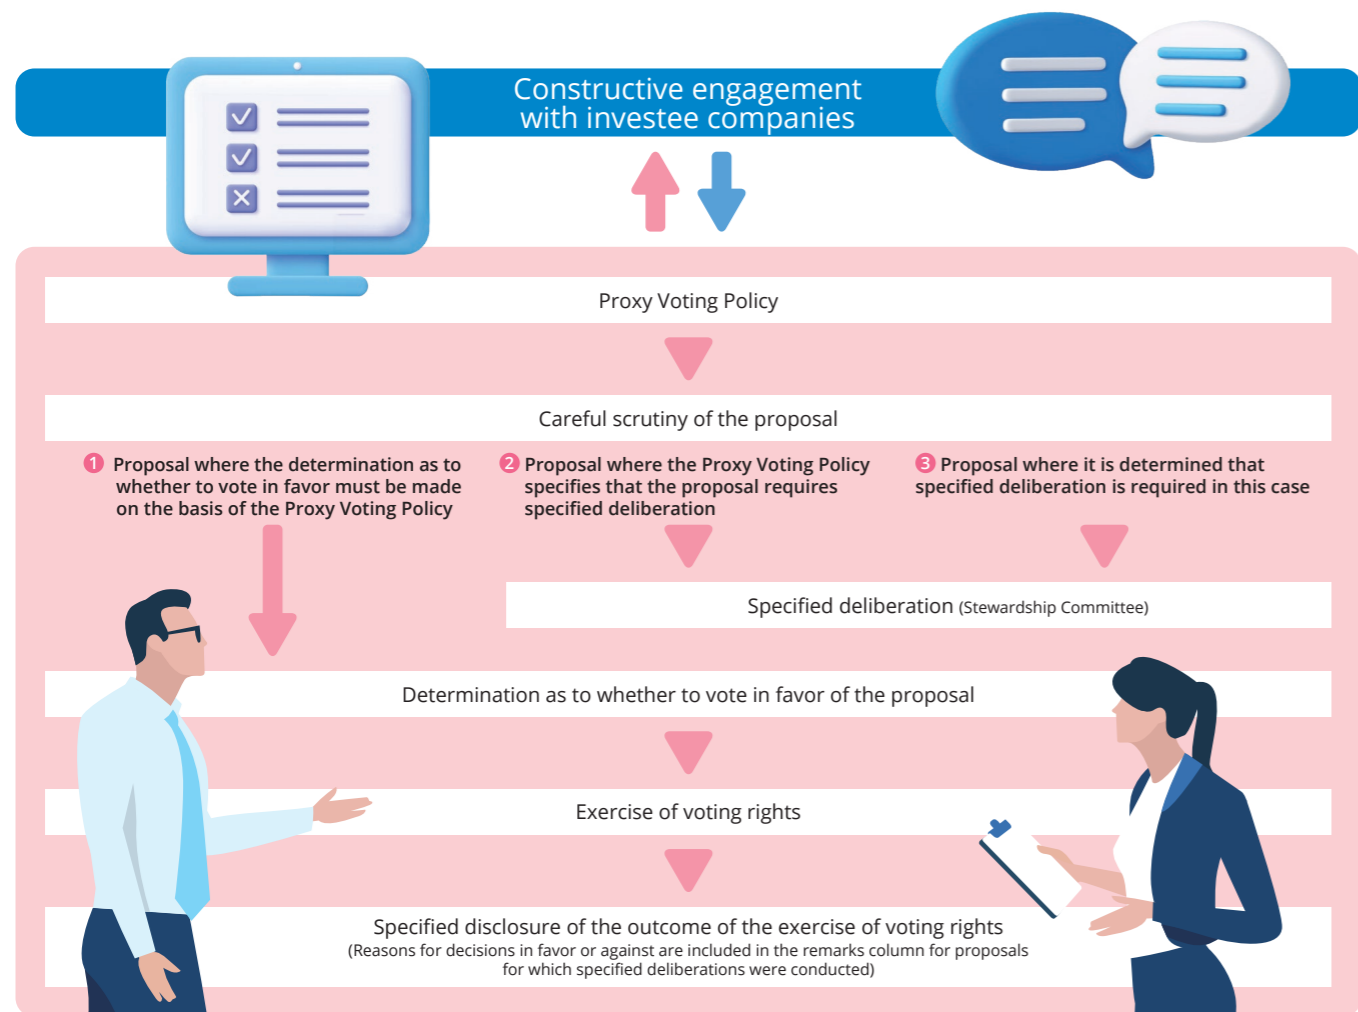 Constructive engagement
with investee companies
Proxy Voting Policy
Careful scrutiny of the proposal
1 Proposal where the determination as to
whether to vote in favor must be made
on the basis of the Proxy Voting Policy
2 Proposal where the Proxy Voting Policy
specifies that the proposal requires
specified deliberation
3 Proposal where it is determined that
specified deliberation is required in this case
Specified deliberation (Stewardship Committee)
Determination as to whether to vote in favor of the proposal
Exercise of voting rights
Specified disclosure of the outcome of the exercise of voting rights
(Reasons for decisions in favor or against are included in the remarks column for proposals
for which specified deliberations were conducted)